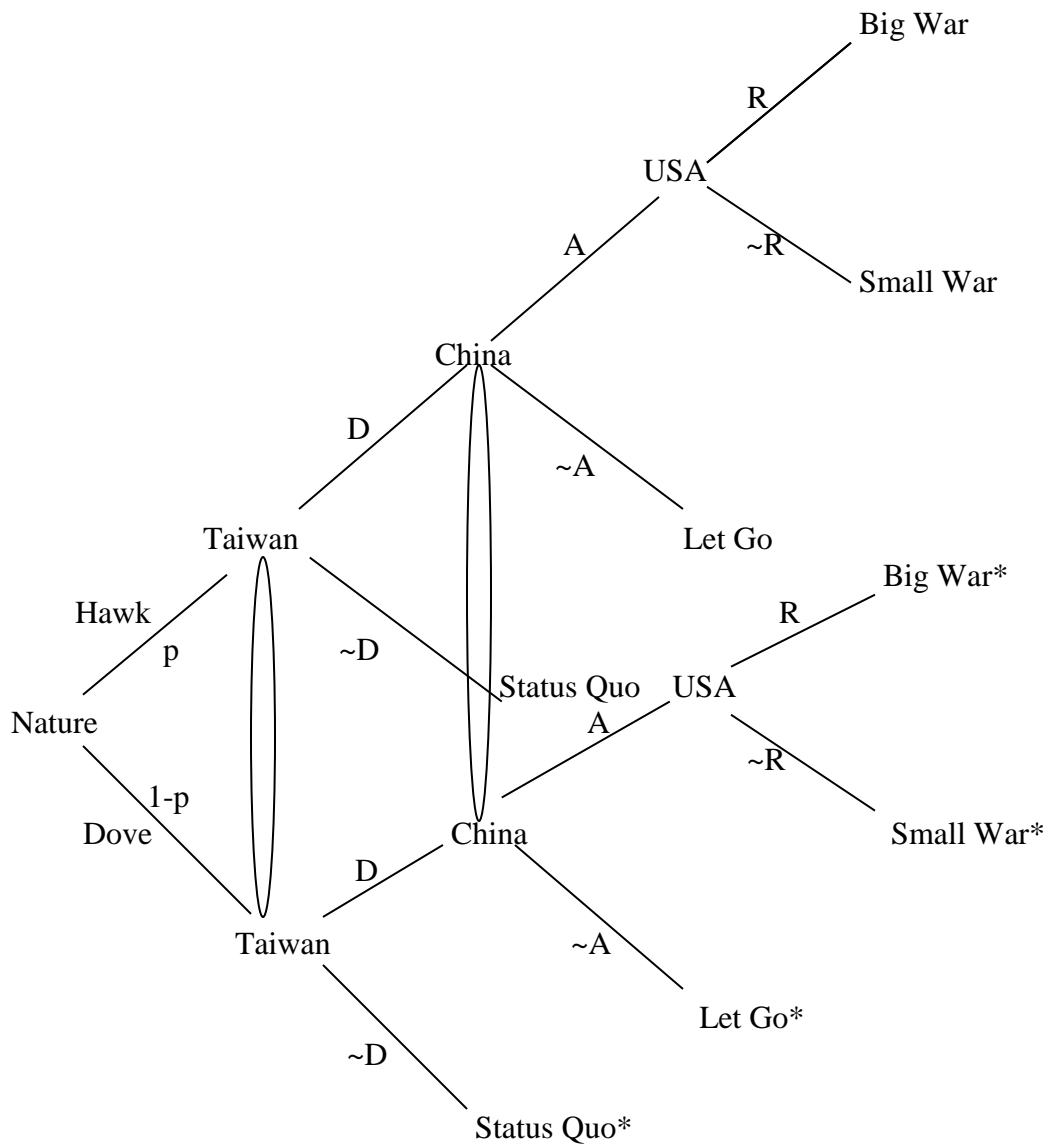 Big War
R
USA
A
~R
Small War
China
D
~A
Taiwan
Let Go
Big War*
Hawk
R
p
~D
Status Quo
USA
Nature
A
~R
1-p
Dove
China
Small War*
D
Taiwan
~A
Let Go*
~D
Status Quo*